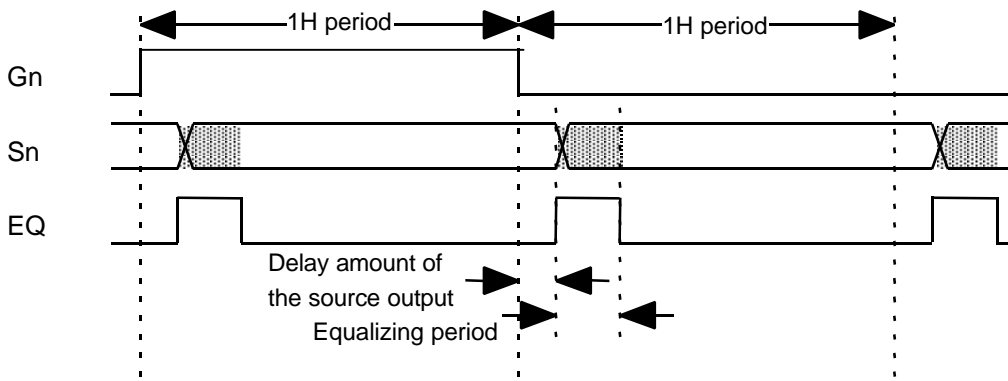 1H period
1H period
Gn
Sn
EQ
Delay amount of
the source output
Equalizing period